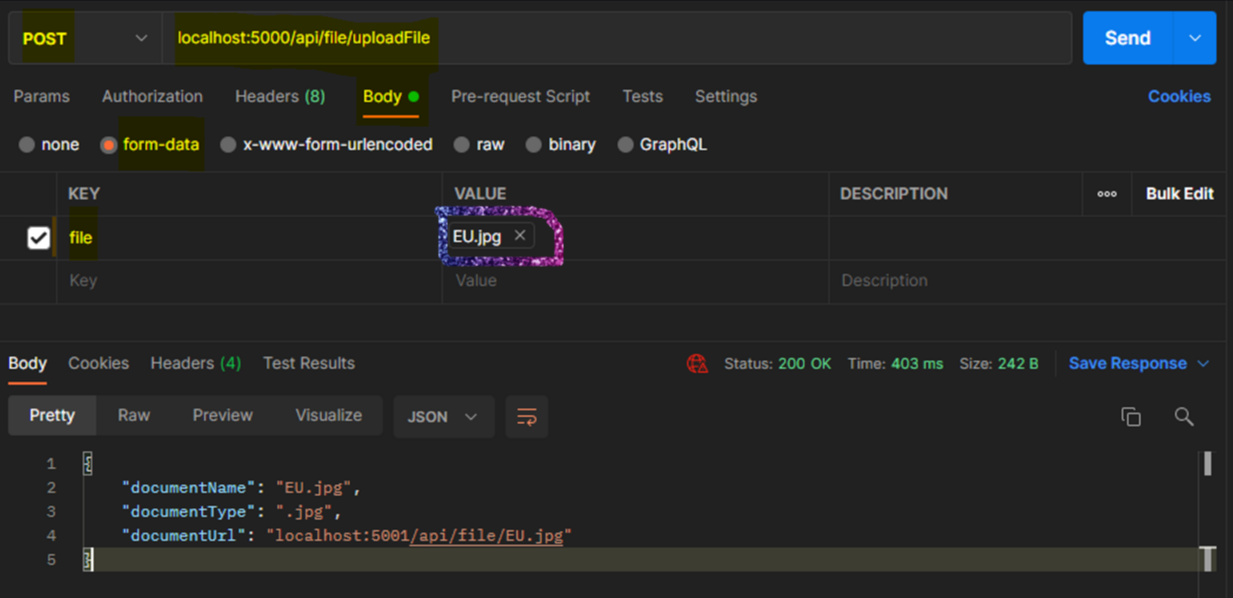 POST localhost:5000/api/file/uploadFile Send
Params Authorization Headers (8) Body Pre-request Script Tests Settings Cookies
none form-data x-www-form-urlencoded raw binary GraphQL
KEY VALUE DESCRIPTION ooo Bulk Edit
file EU.jpg ×
Key Value Description
Body Cookies Headers (4) Test Results Status: 200 OK Time: 403 ms Size: 242 B Save Response
Pretty Raw Preview Visualize JSON
1 {
2 "documentName": "EU.jpg",
3 "documentType": ".jpg",
4 "documentUrl": "localhost:5001/api/file/EU.jpg"
5 }